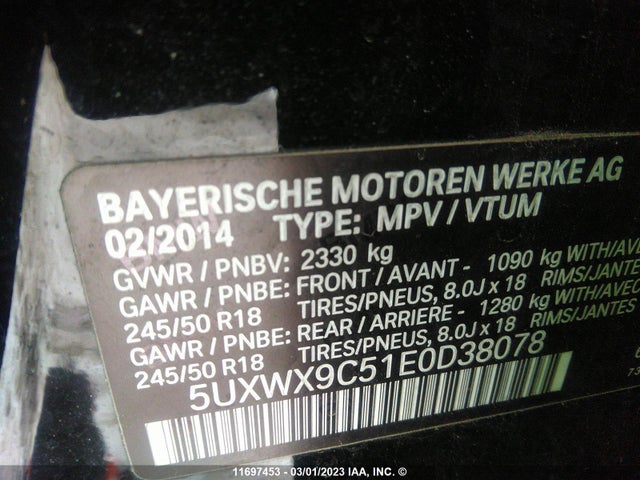 BAYERISCHE MOTOREN WERKE AG
02/2014 TYPE: MPV / VTUM
GVWR / PNBV: 2330 kg
GAWR / PNBE: FRONT / AVANT - 1090 kg WITH/AVEC
245/50 R18 TIRES/PNEUS, 8.0J x 18 RIMS/JANTES
GAWR / PNBE: REAR / ARRIERE - 1280 kg WITH/AVEC
245/50 R18 TIRES/PNEUS, 8.0J x 18 RIMS/JANTES
5UXWX9C51E0D38078
11697453 - 03/01/2023 IAA, INC. ©